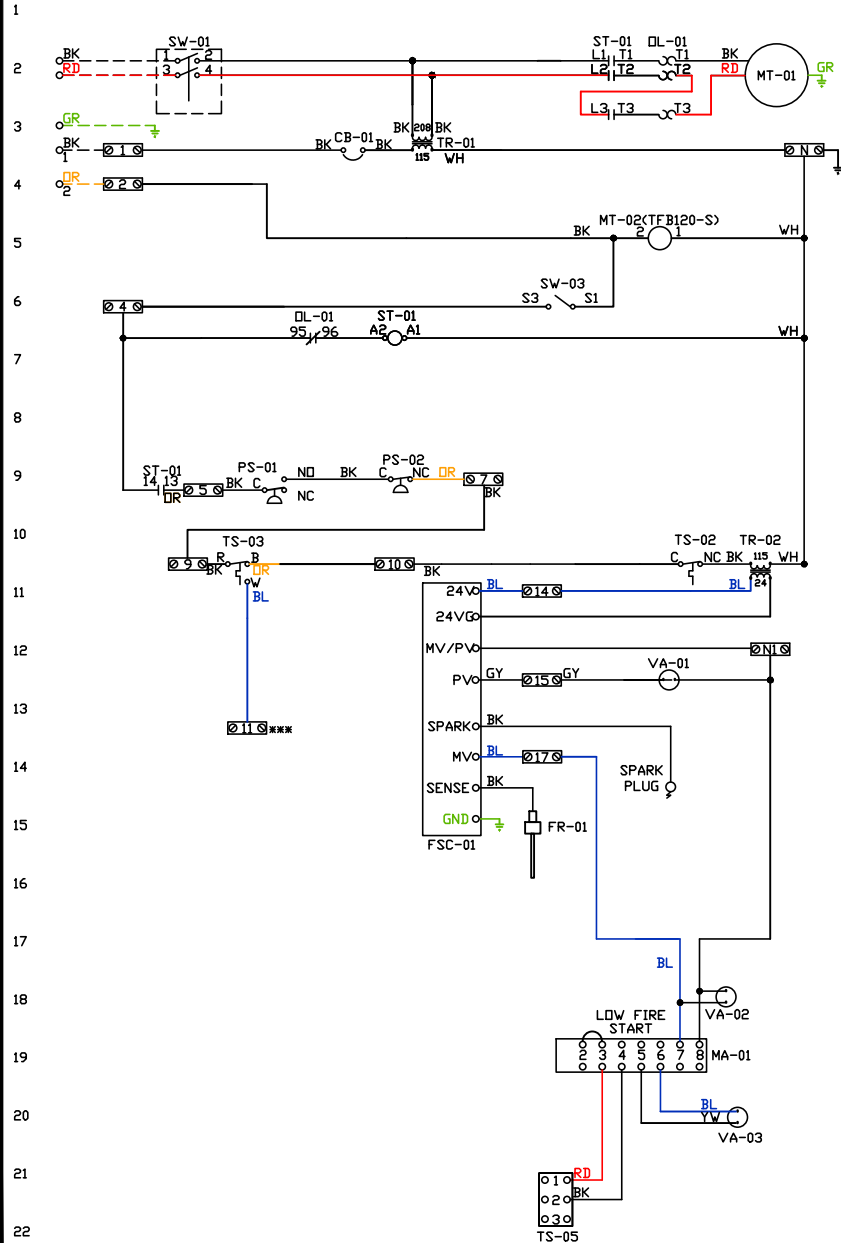 1
SW-01 ST-01 OL-01
BK 1 2 L1 T1 BK
2 RD 3 4 L2 T2 T2 RD MT-01 GR
L3 T3 T3
3 GR
BK 208 BK
BK 1 1 BK CB-01 BK TR-01 N
115 WH
4 OR 2 2
MT-02(TFB120-S)
5 BK 2 1 WH
SW-03
6 4 S3 S1
OL-01 ST-01
95 96 A2 A1 WH
7
8
PS-02
9 ST-01 PS-01 NO BK C NC OR 7
14 13 OR 5 BK C NC BK
10
TS-03 TS-02 TR-02
9 BK R B OR 10 BK C NC BK 115 WH
W 24
11 BL 24V BL 14 BL
24VG
12 MV/PV N1
VA-01
PV GY 15 GY
13
11 *** SPARK BK
14 MV BL 17
SPARK
PLUG
SENSE BK
15 GND FR-01
FSC-01
16
17
BL
18
VA-02
LOW FIRE
START
19 2 3 4 5 6 7 8 MA-01
20 BL
YW
VA-03
21 1 RD
2 BK
3
22 TS-05